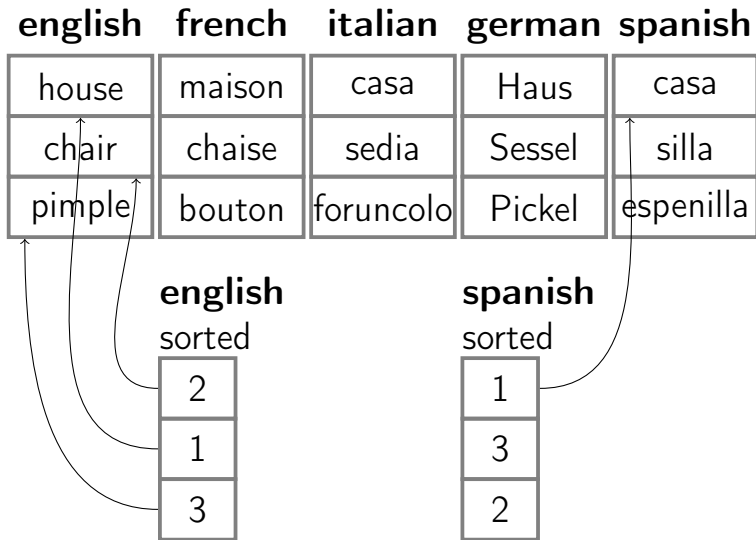 english french italian german spanish
house maison casa Haus casa
chair chaise sedia Sessel silla
pimple bouton foruncolo Pickel espenilla
english spanish
sorted sorted
2 1
1 3
3 2